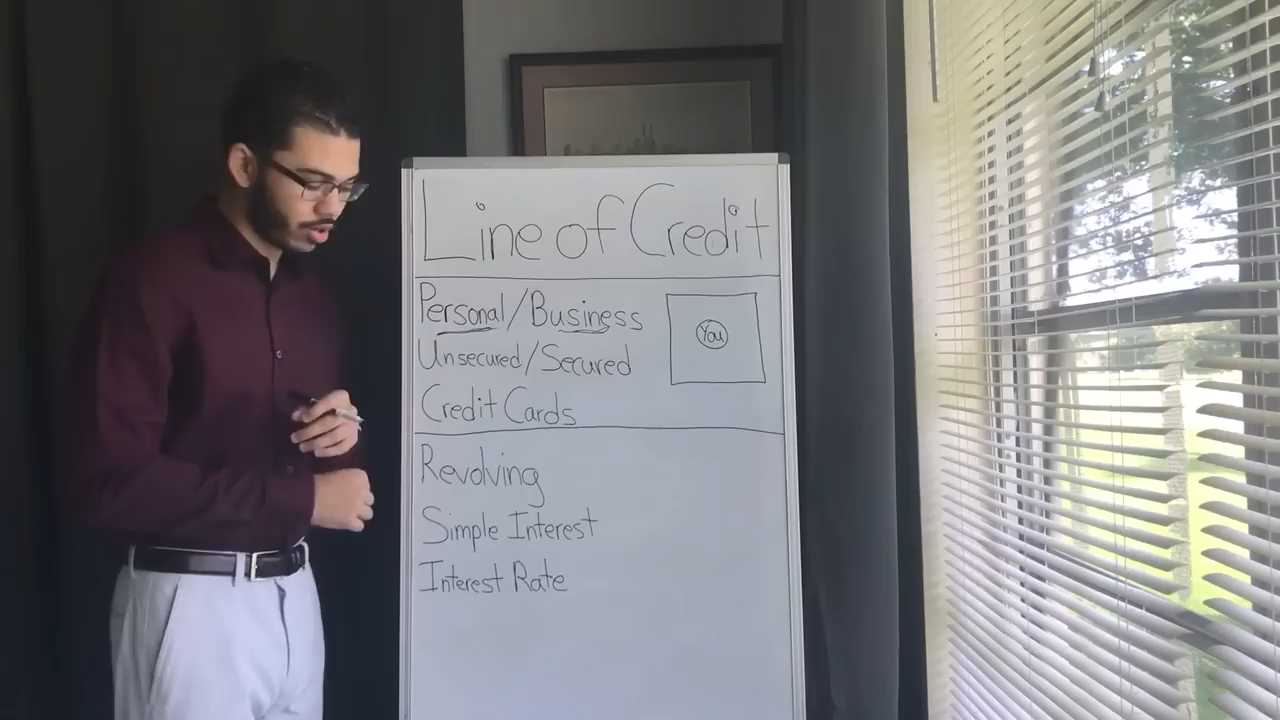 Line of Credit
Personal/Business
Unsecured/Secured
Credit Cards
You
Revolving
Simple Interest
Interest Rate